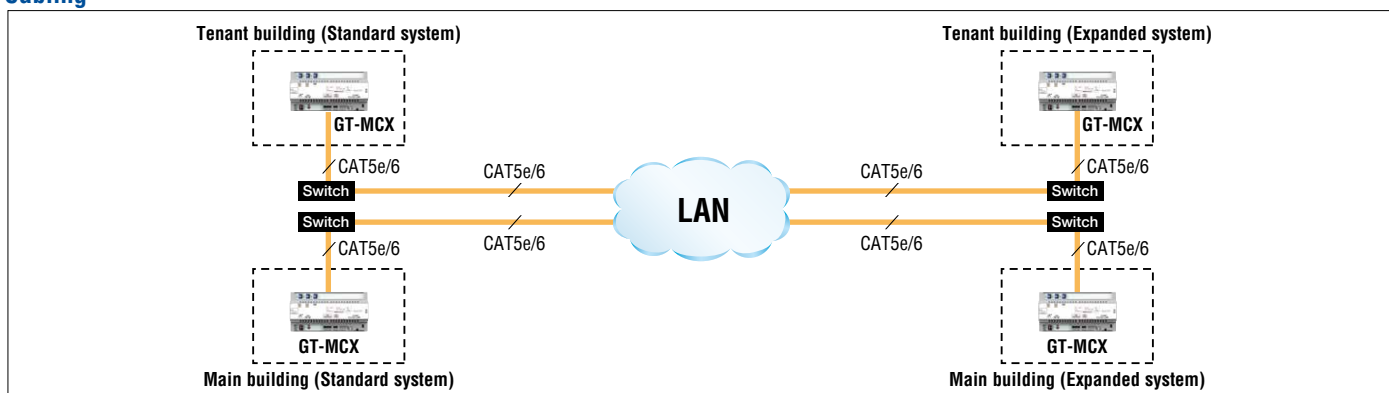 Cabling
Tenant building (Standard system)
Tenant building (Expanded system)
GT-MCX
GT-MCX
CAT5e/6
CAT5e/6
CAT5e/6
CAT5e/6
Switch
Switch
LAN
Switch
Switch
CAT5e/6
CAT5e/6
CAT5e/6
CAT5e/6
GT-MCX
GT-MCX
Main building (Standard system)
Main building (Expanded system)